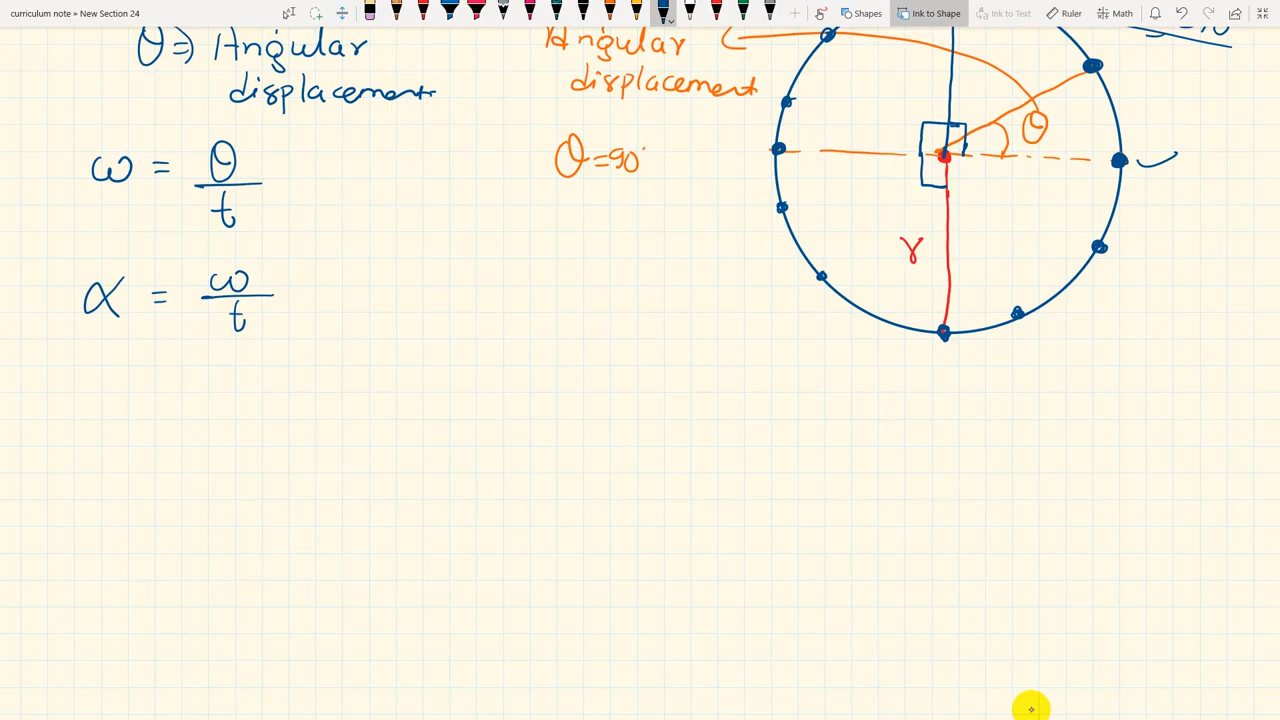 curriculum note » New Section 24
Shapes
Ink to Shape
Ink to Text
Ruler
Math
θ ⇒ Angular
displacement
Angular
displacement
θ
ω = θ/t
θ = 90°
r
α = ω/t